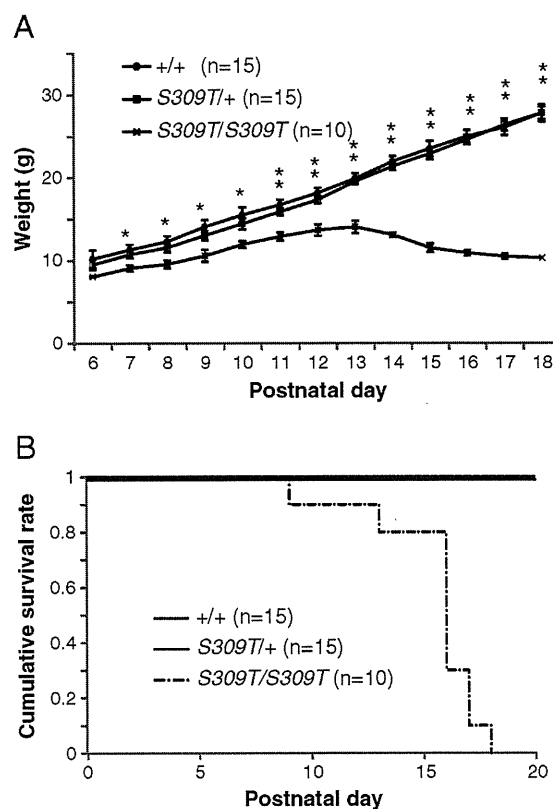 A
+/+ (n=15)
S309T/+ (n=15)
S309T/S309T (n=10)
Weight (g)
30
20
10
0
* * * * * * * * * * * *
* * * * * * * *
6 7 8 9 10 11 12 13 14 15 16 17 18
Postnatal day
B
Cumulative survival rate
1
0.8
0.6
0.4
0.2
0
+/+ (n=15)
S309T/+ (n=15)
S309T/S309T (n=10)
0 5 10 15 20
Postnatal day